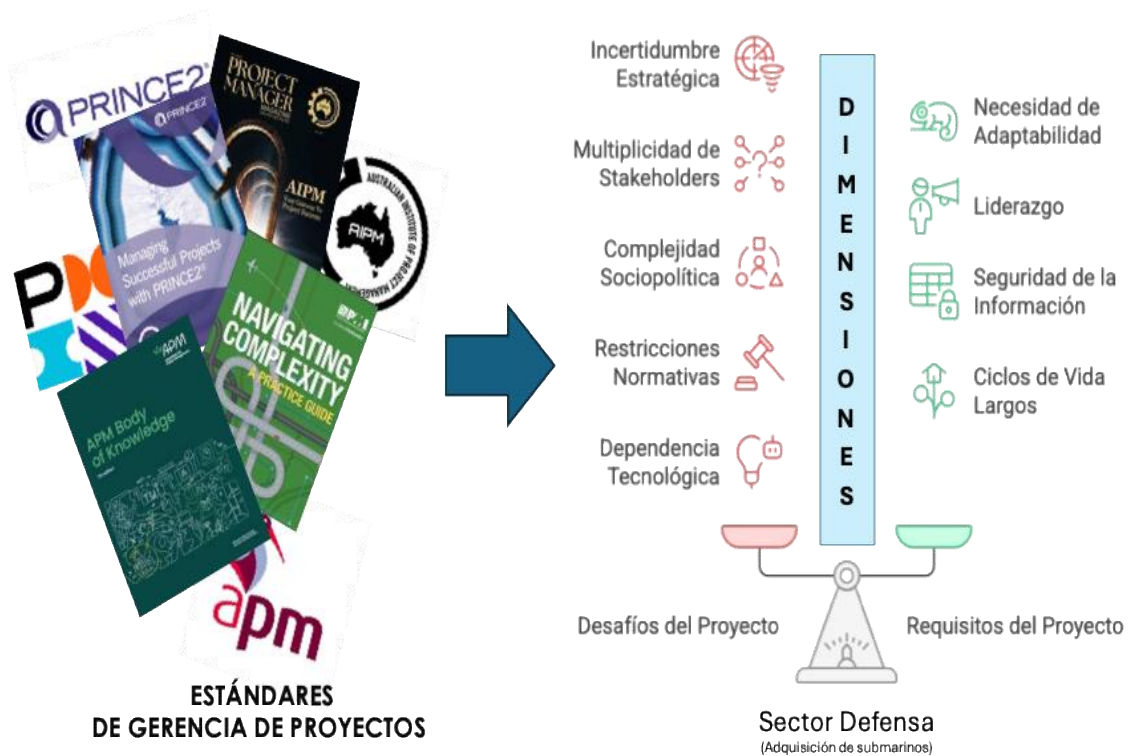 PRINCE2®
PRINCE2®
Managing
Successful Projects
with PRINCE2®
PROJECT
MANAGER
AIPM
AUSTRALIAN INSTITUTE OF PROJECT MANAGEMENT
AIPM
PMI
NAVIGATING
COMPLEXITY
A PRACTICE GUIDE
APM
APM Body
of Knowledge
apm
ESTÁNDARES
DE GERENCIA DE PROYECTOS
Incertidumbre
Estratégica
Multiplicidad de
Stakeholders
Complejidad
Sociopolítica
Restricciones
Normativas
Dependencia
Tecnológica
DIMENSIONES
Necesidad de
Adaptabilidad
Liderazgo
Seguridad de la
Información
Ciclos de Vida
Largos
Desafíos del Proyecto
Requisitos del Proyecto
Sector Defensa
(Adquisición de submarinos)